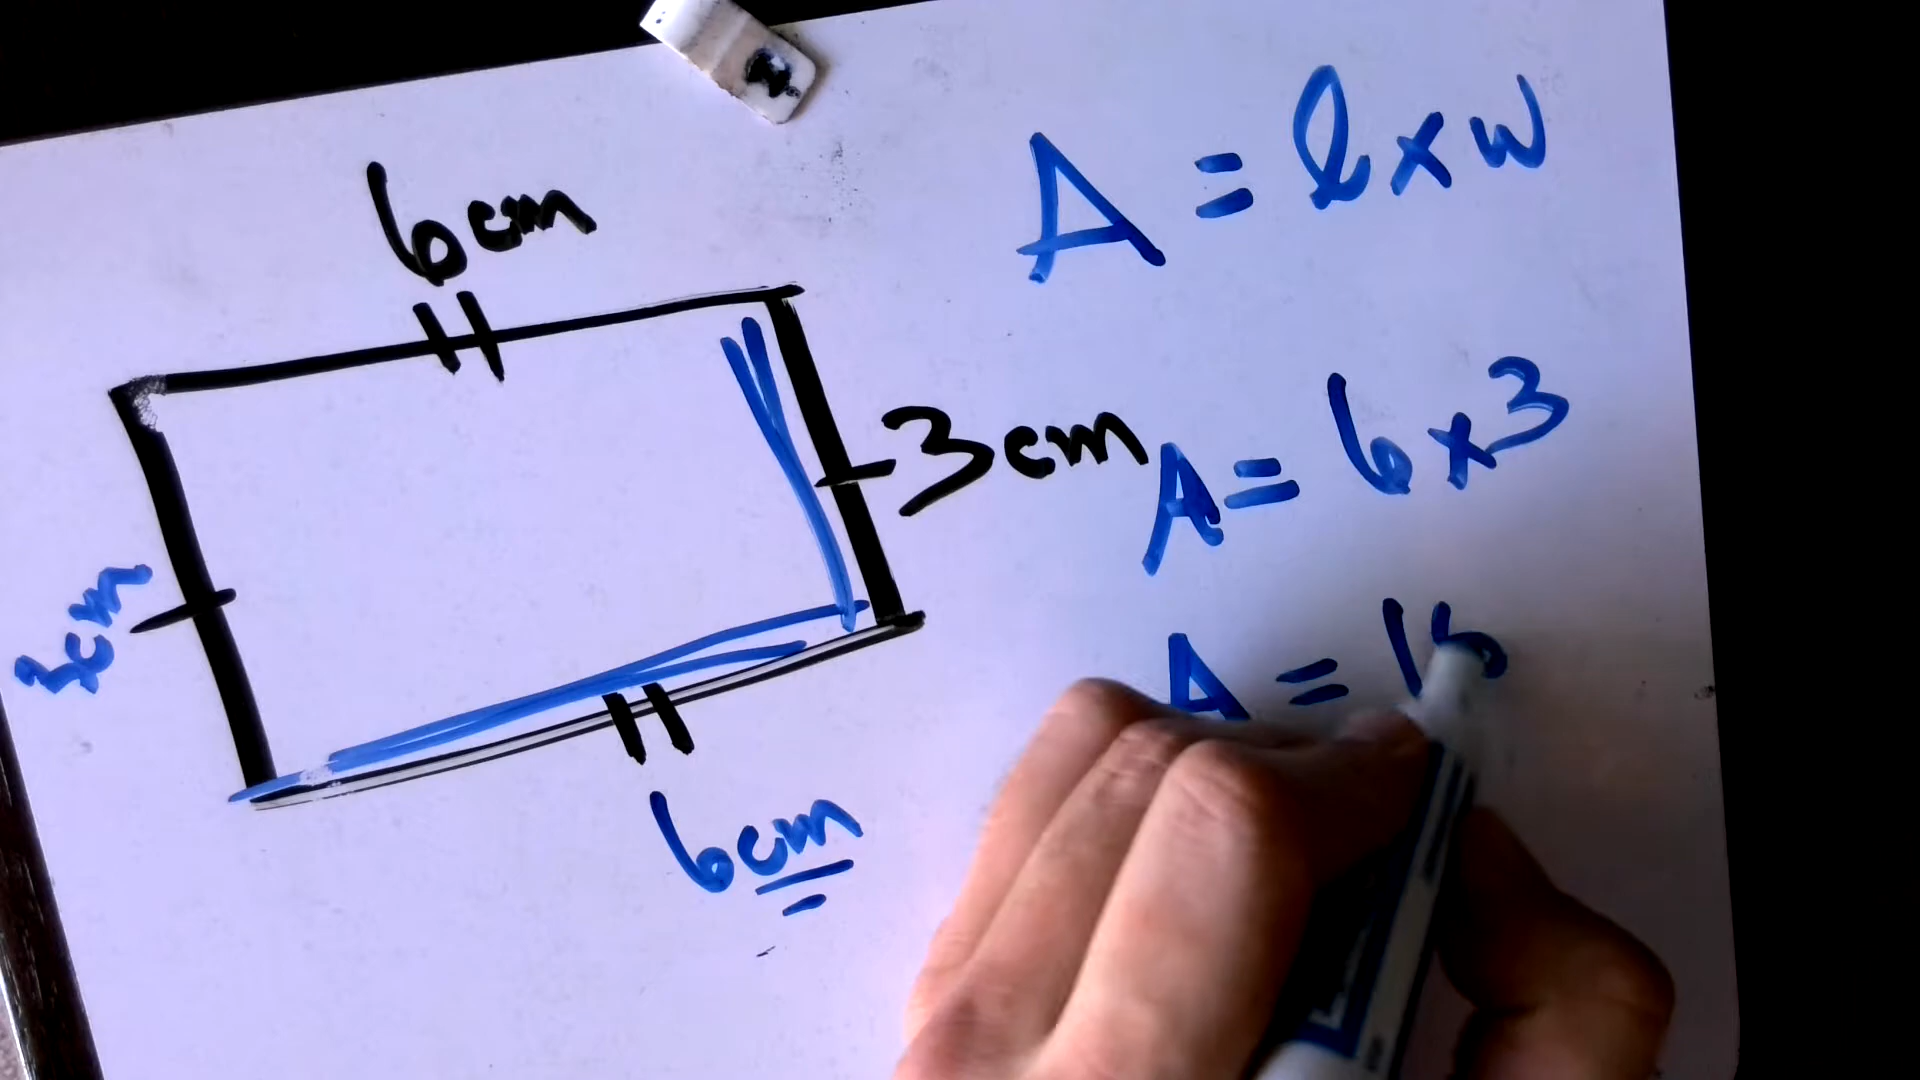 6cm
A = l x w
3cm
A = 6 x 3
3cm
A = 1
6cm